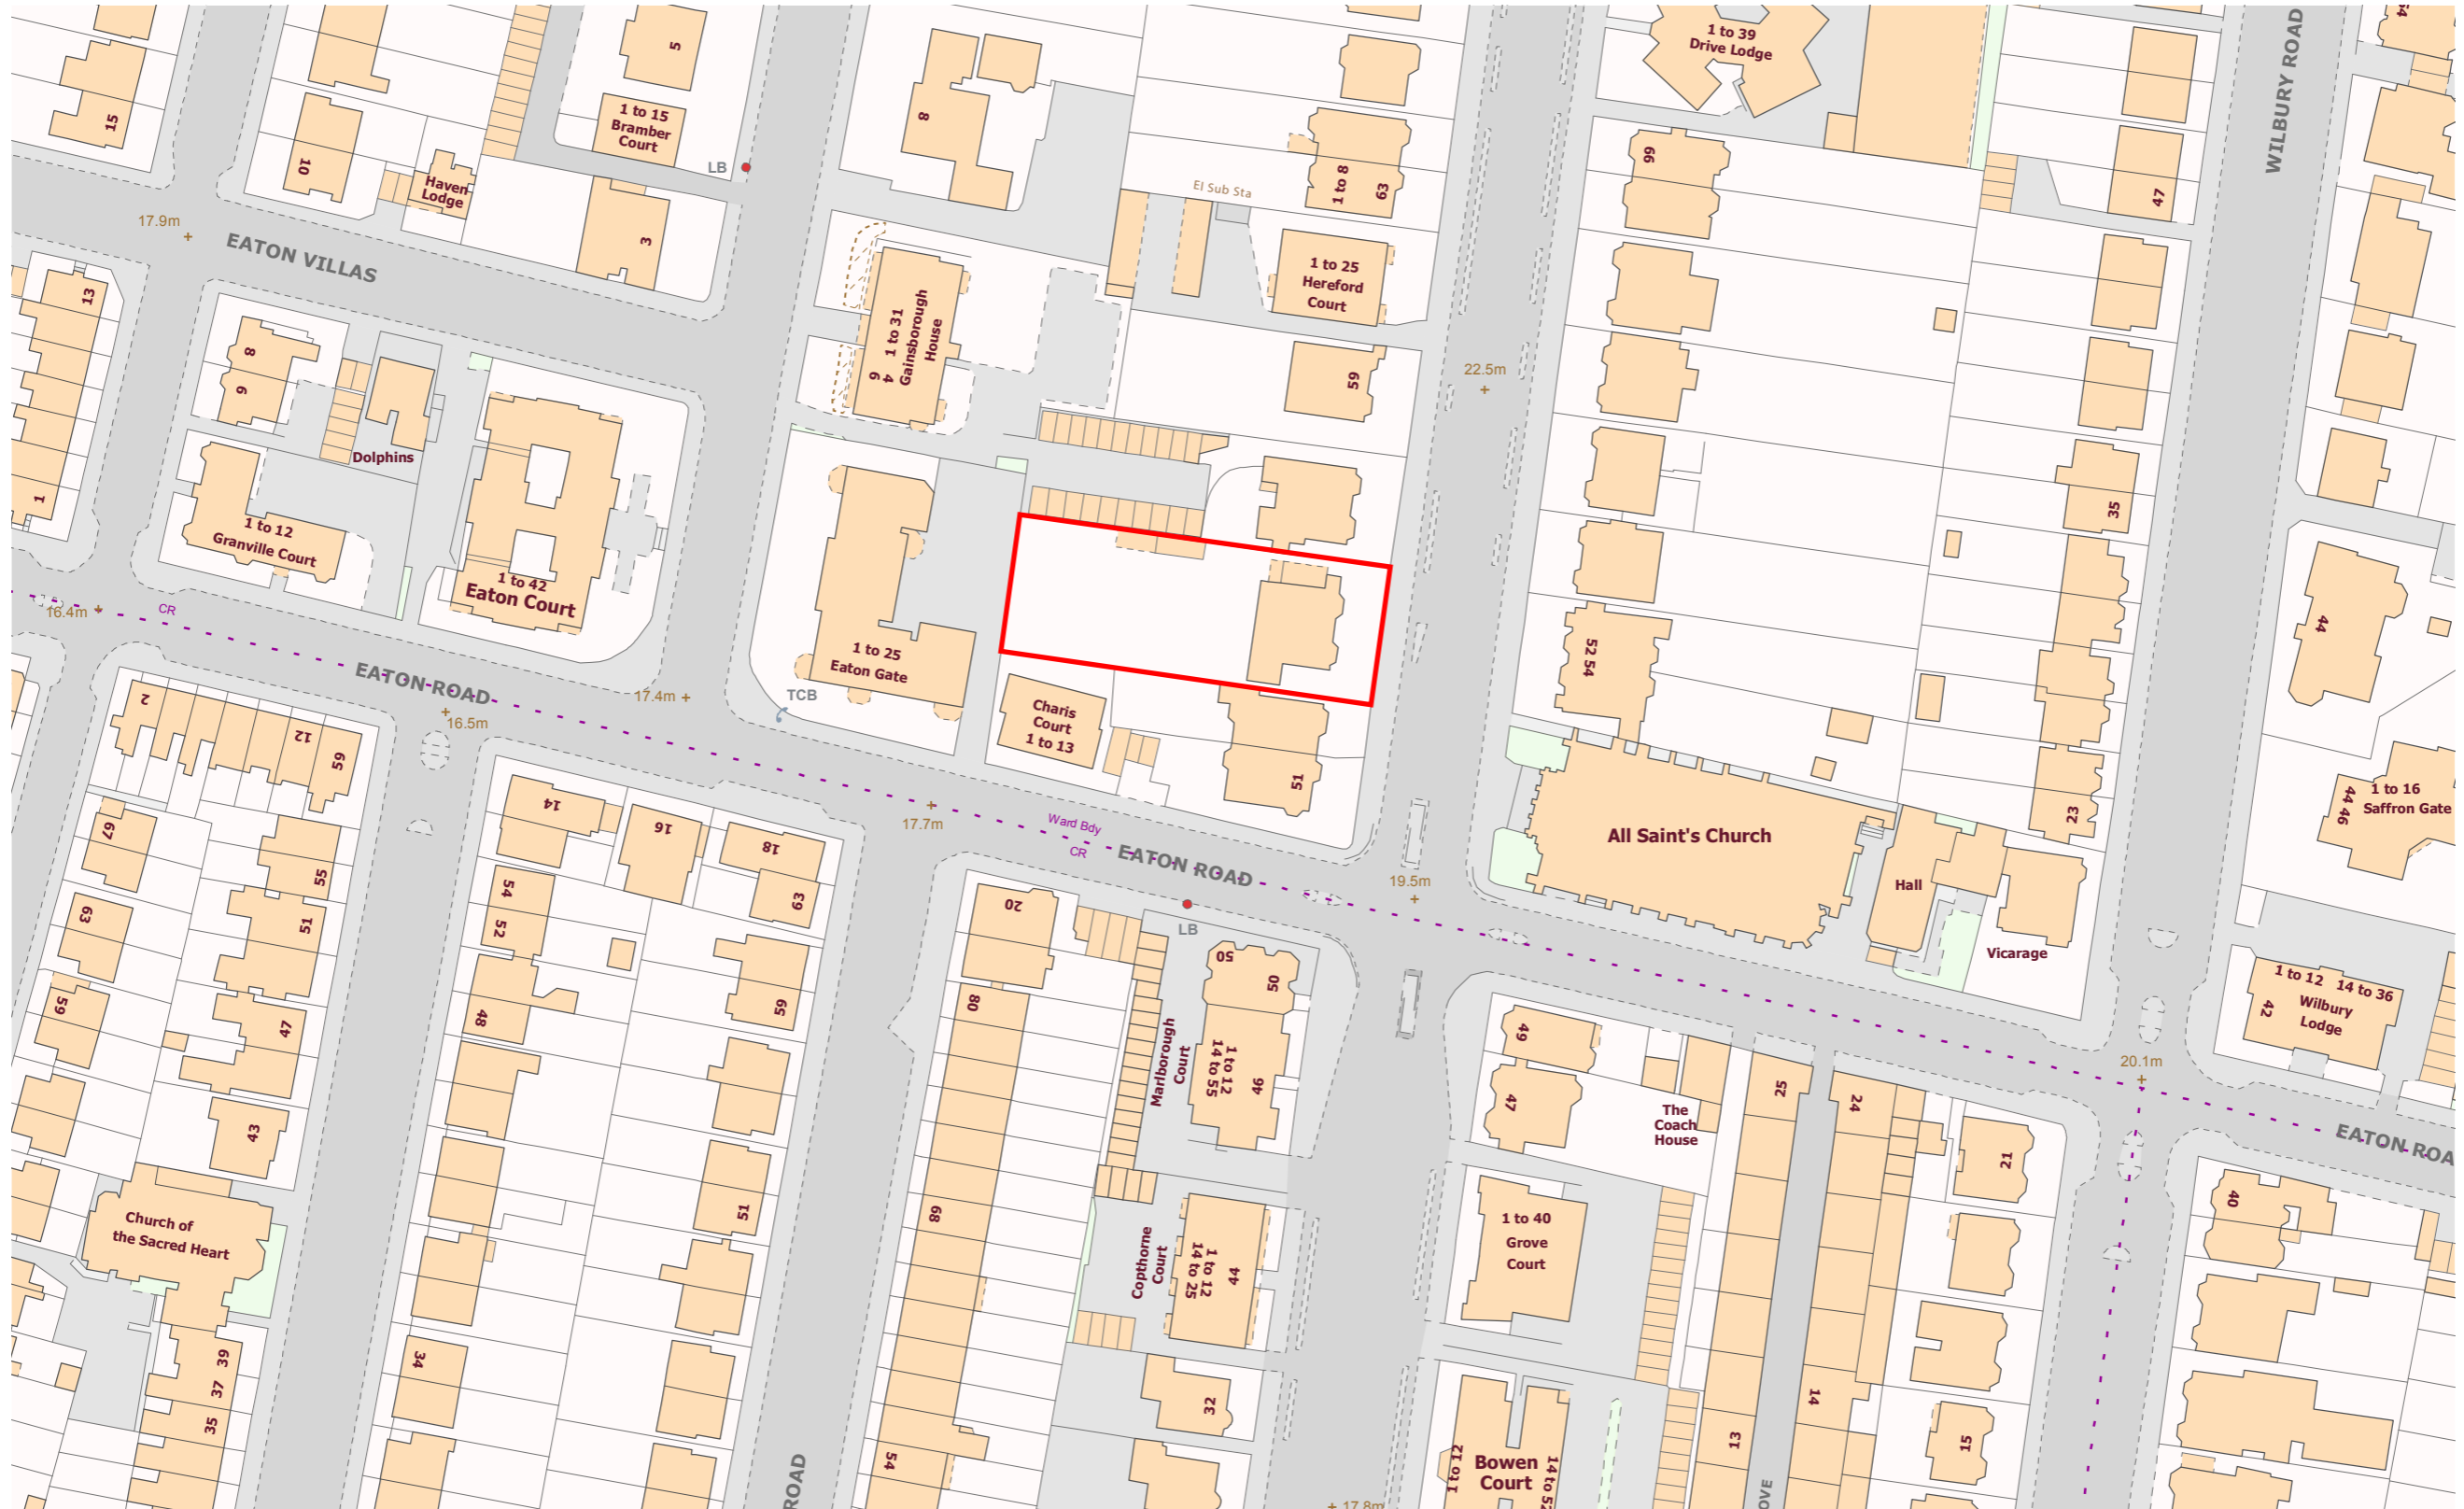 15
10
Haven
Lodge
5
1 to 15
Bramber
Court
LB
3
8
El Sub Sta
1 to 8
63
1 to 39
Drive Lodge
66
47
WILBURY ROAD
17.9m
EATON VILLAS
13
1 to 31
Gainsborough
House
6
4
1 to 25
Hereford
Court
59
22.5m
8
6
Dolphins
1
1 to 12
Granville Court
1 to 42
Eaton Court
35
16.4m
CR
EATON ROAD
16.5m
17.4m
TCB
1 to 25
Eaton Gate
Charis
Court
1 to 13
51
52 54
44
2
12
65
67
55
63
51
59
47
43
14
16
18
69
54
52
48
65
51
34
17.7m
Ward Bdy
CR
EATON ROAD
LB
19.5m
All Saint's Church
Hall
Vicarage
23
1 to 16
Saffron Gate
44 46
1 to 12
14 to 36
Wilbury
Lodge
42
20.1m
EATON ROA
20
80
68
54
50
50
Marlborough
Court
1 to 12
14 to 55
46
49
47
The
Coach
House
25
24
21
40
Church of
the Sacred Heart
39
37
35
Copthorne
Court
1 to 12
14 to 25
44
32
1 to 40
Grove
Court
14
13
15
1 to 12
Bowen
Court
14 to 52
ROAD
OVE
17.8m